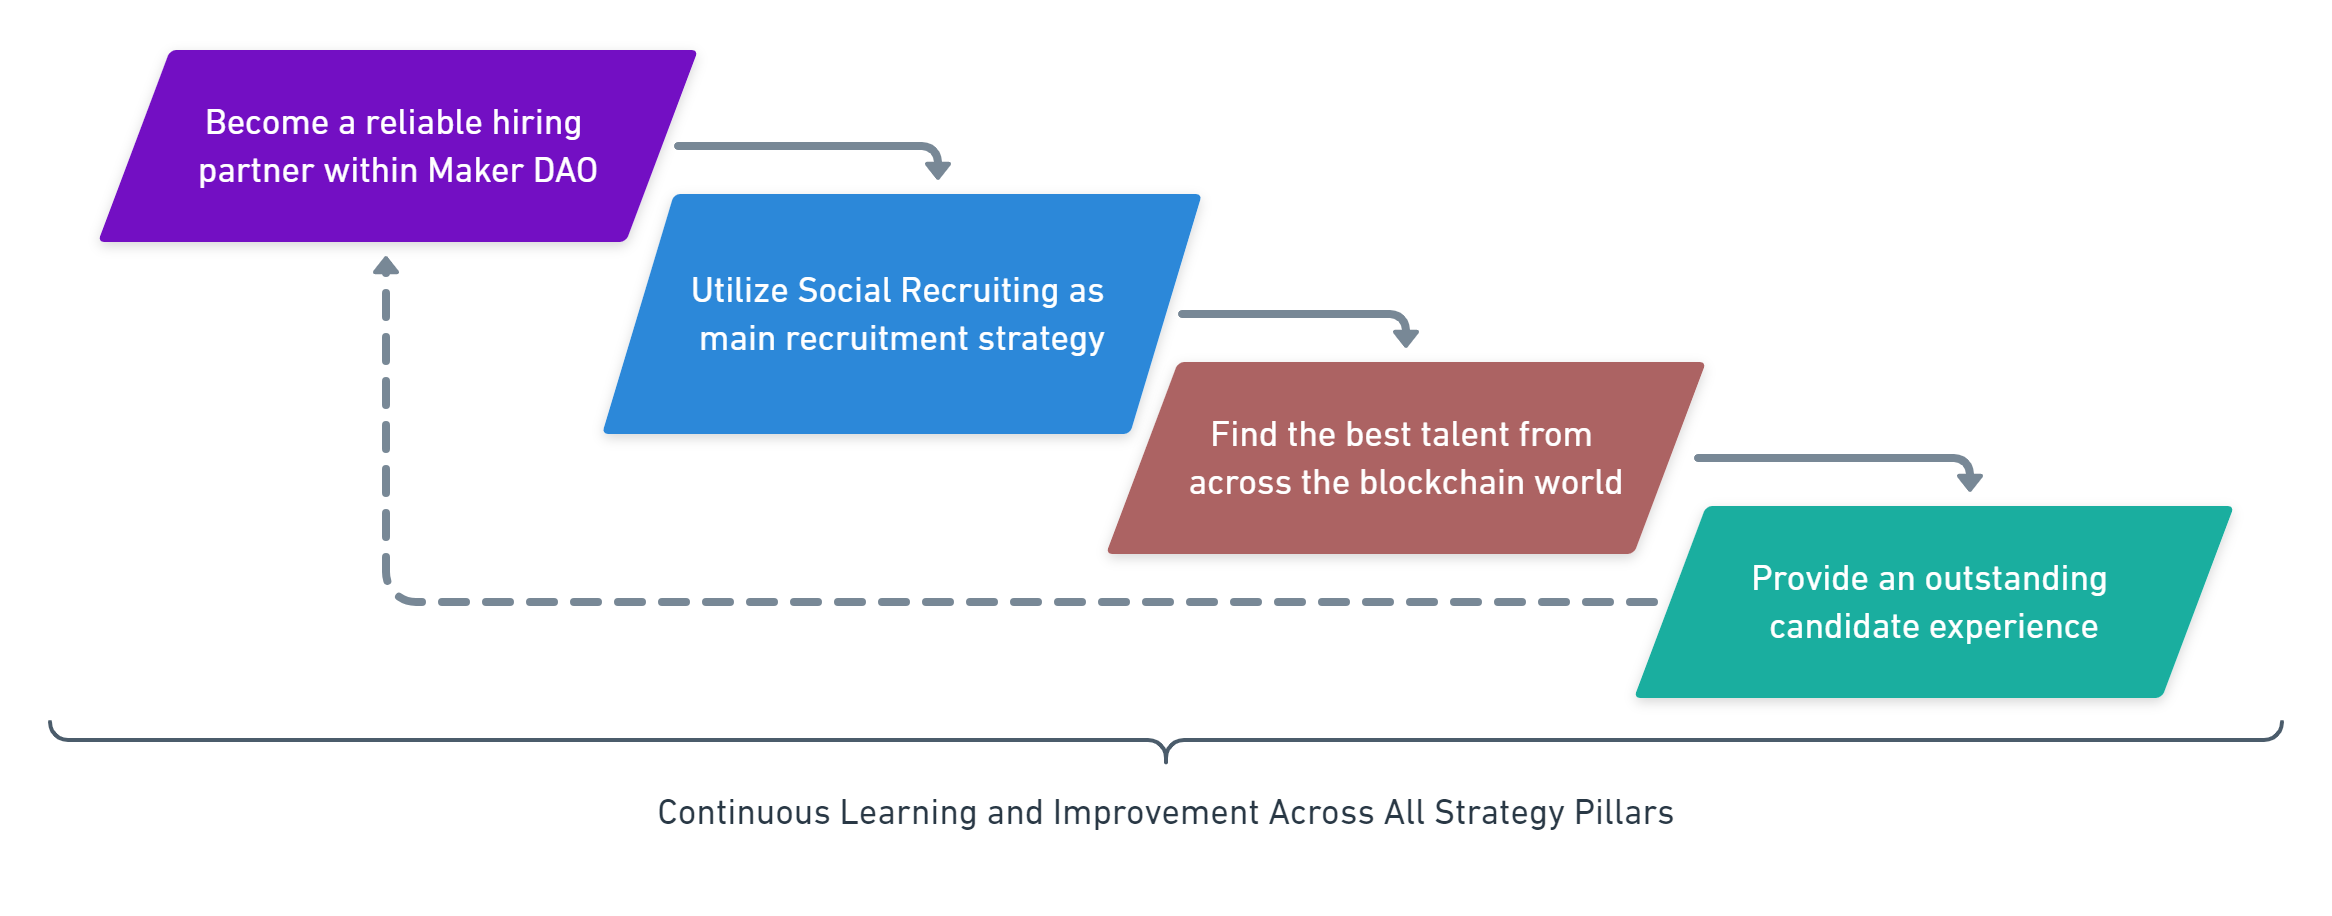 Become a reliable hiring
partner within Maker DAO
Utilize Social Recruiting as
main recruitment strategy
Find the best talent from
across the blockchain world
Provide an outstanding
candidate experience
Continuous Learning and Improvement Across All Strategy Pillars